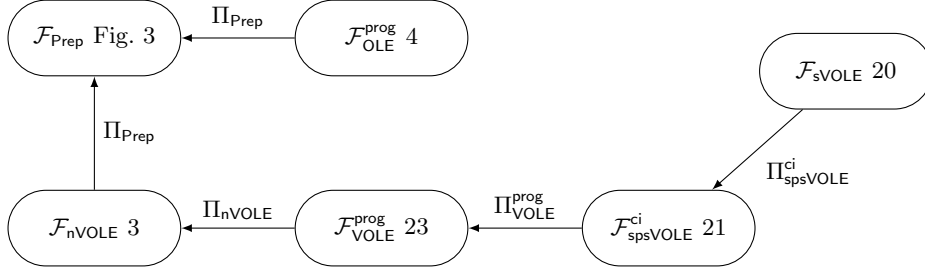 𝓕_Prep Fig. 3
Π_Prep
𝓕^prog_OLE 4
𝓕_sVOLE 20
Π_Prep
Π^ci_spsVOLE
𝓕_nVOLE 3
Π_nVOLE
𝓕^prog_VOLE 23
Π^prog_VOLE
𝓕^ci_spsVOLE 21